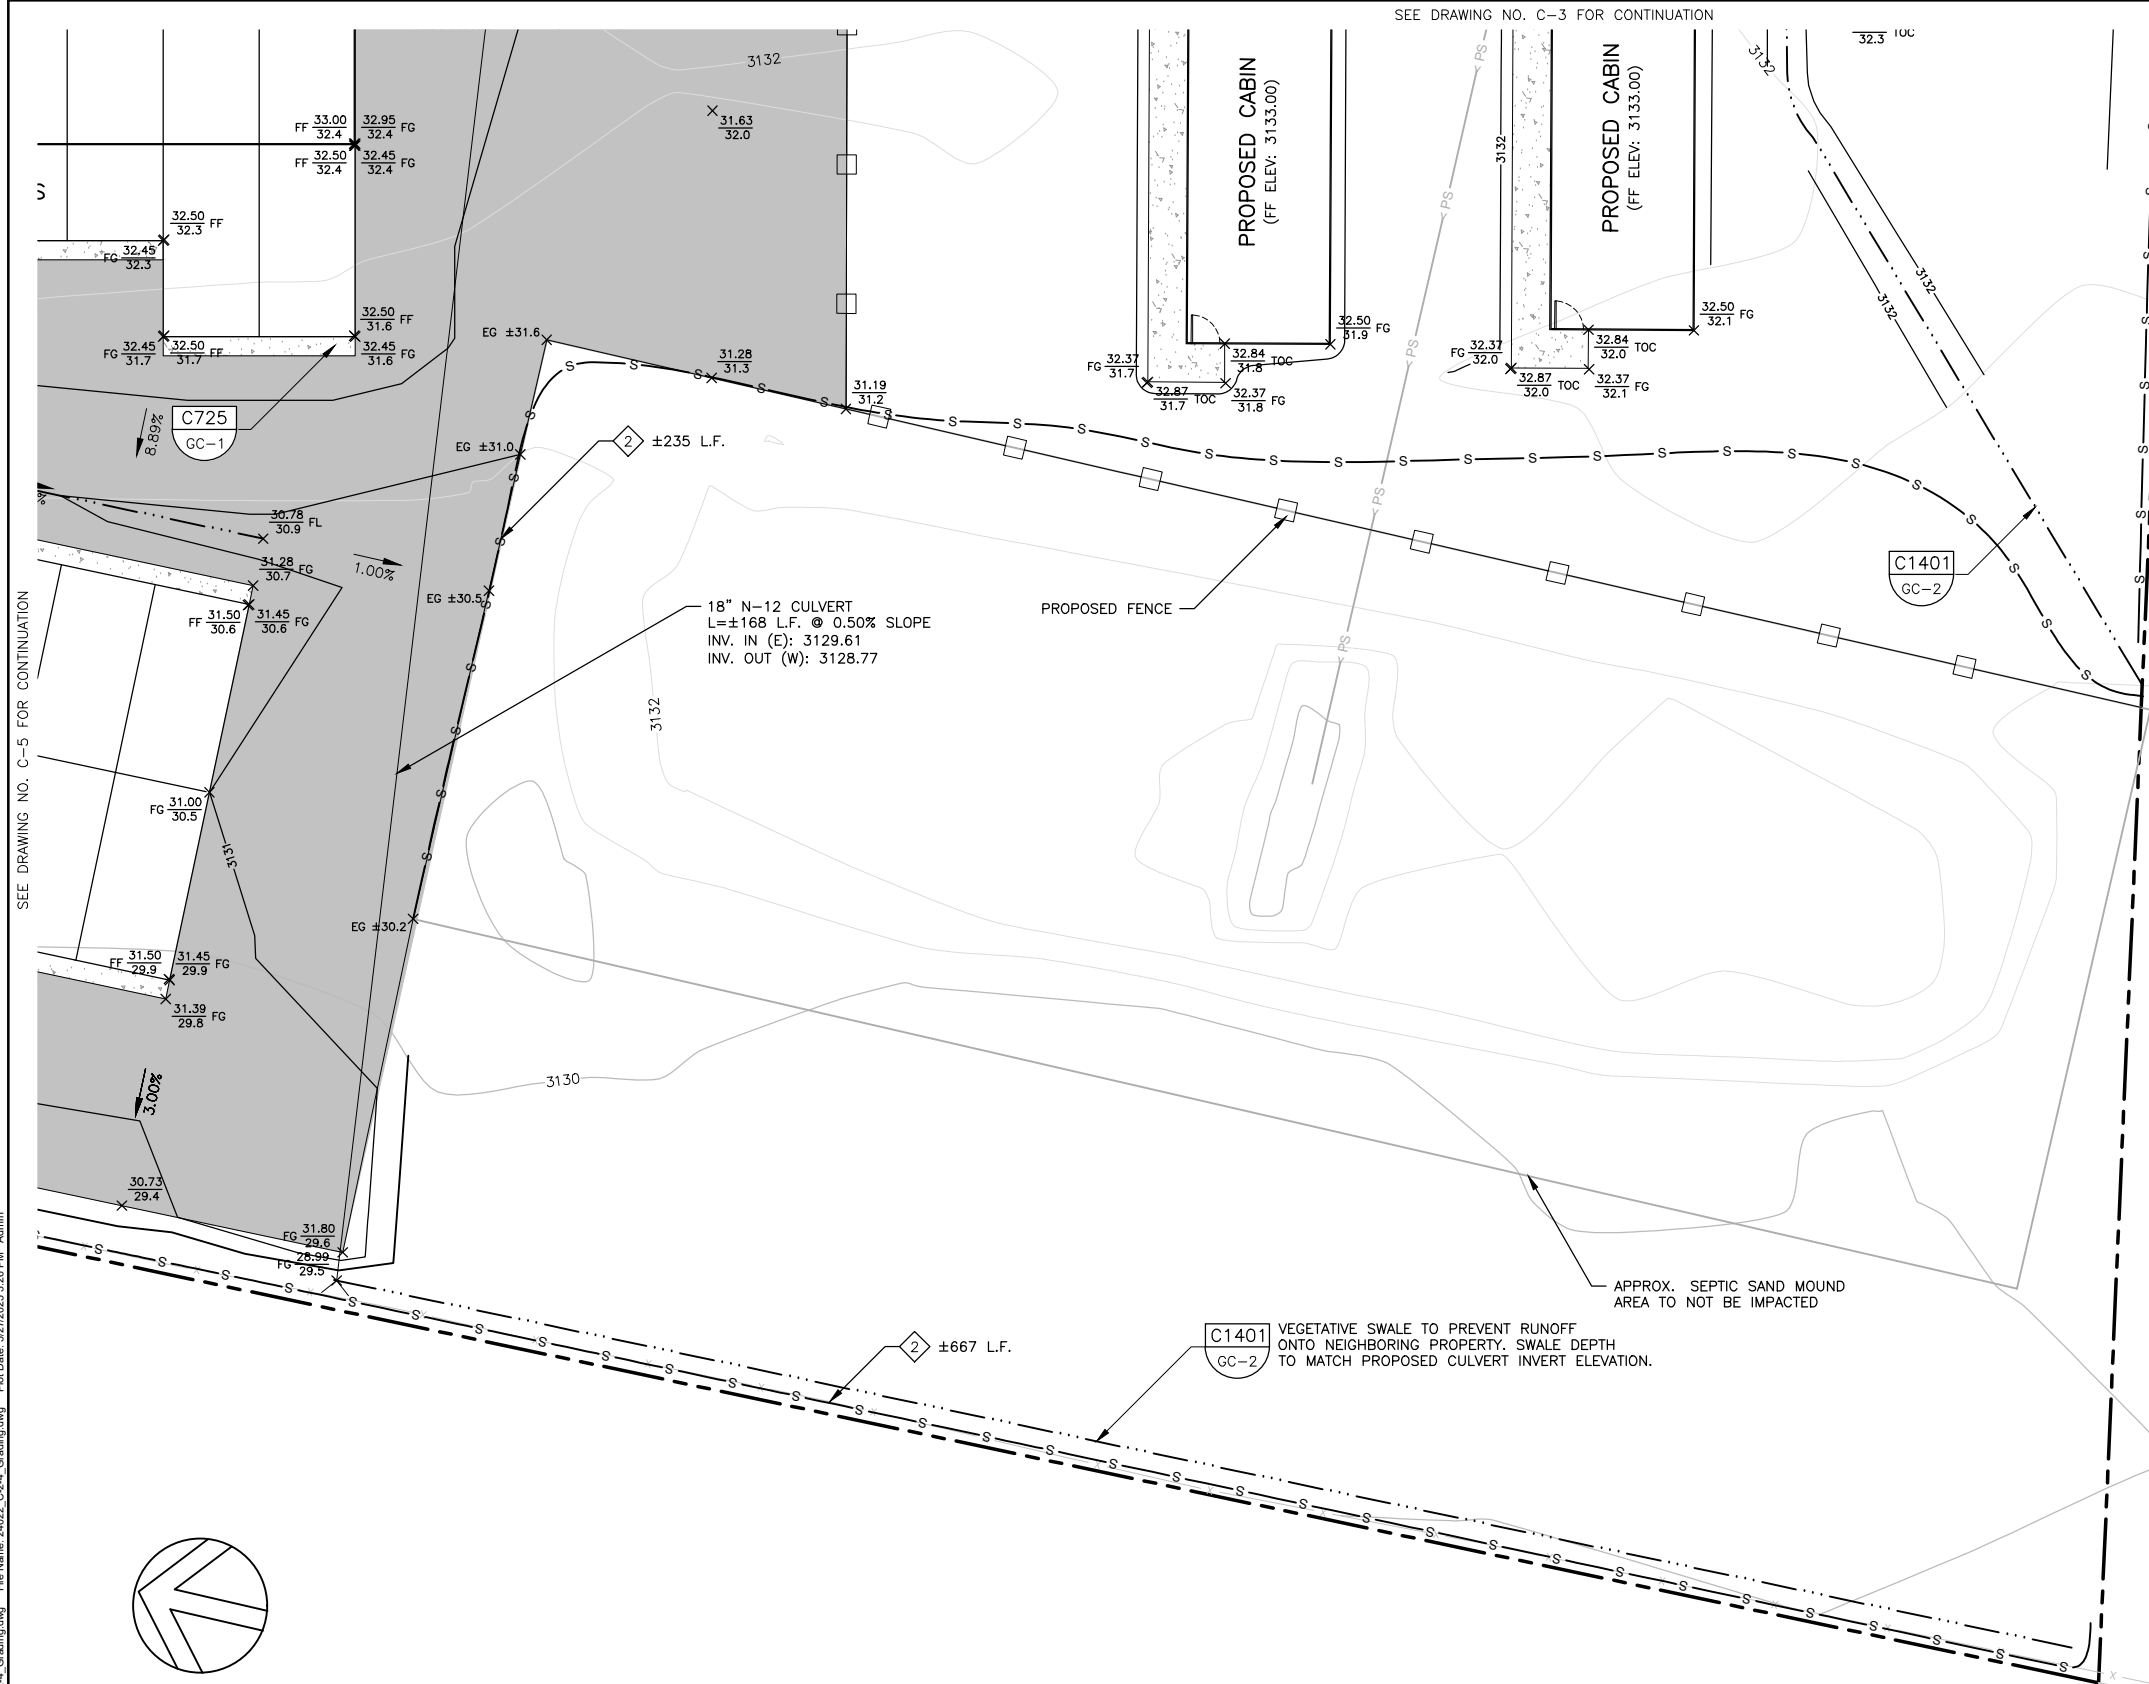 SEE DRAWING NO. C-3 FOR CONTINUATION
3132
31.63
32.0
FF 33.00
32.4
32.95 FG
32.4
FF 32.50
32.4
32.45 FG
32.4
S
32.50 FF
32.3
FG 32.45
32.3
32.50 FF
31.6
FG 32.45
31.7
32.50 FF
31.7
32.45 FG
31.6
C725
GC-1
8.89%
EG ±31.6
31.28
31.3
31.19
31.2
PROPOSED CABIN
(FF ELEV: 3133.00)
32.50 FG
31.9
FG 32.37
31.7
32.84 TOC
31.8
32.87 TOC
31.7
32.37 FG
31.8
PS
PS
PS
PS
PS
3132
PROPOSED CABIN
(FF ELEV: 3133.00)
32.50 FG
32.1
FG 32.37
32.0
32.84 TOC
32.0
32.87 TOC
32.0
32.37 FG
32.1
3132
TOC
32.3
3132
3132
EG ±31.0
2 ±235 L.F.
%
30.78 FL
30.9
31.28 FG
30.7
1.00%
EG ±30.5
FF 31.50
30.6
31.45 FG
30.6
18" N-12 CULVERT
L=±168 L.F. @ 0.50% SLOPE
INV. IN (E): 3129.61
INV. OUT (W): 3128.77
PROPOSED FENCE
C1401
GC-2
SEE DRAWING NO. C-5 FOR CONTINUATION
3132
FG 31.00
30.5
3131
EG ±30.2
FF 31.50
29.9
31.45 FG
29.9
31.39 FG
29.8
3130
3.00%
30.73
29.4
FG 31.80
29.6
FG 28.99
29.5
APPROX. SEPTIC SAND MOUND
AREA TO NOT BE IMPACTED
2 ±667 L.F.
C1401
GC-2
VEGETATIVE SWALE TO PREVENT RUNOFF
ONTO NEIGHBORING PROPERTY. SWALE DEPTH
TO MATCH PROPOSED CULVERT INVERT ELEVATION.